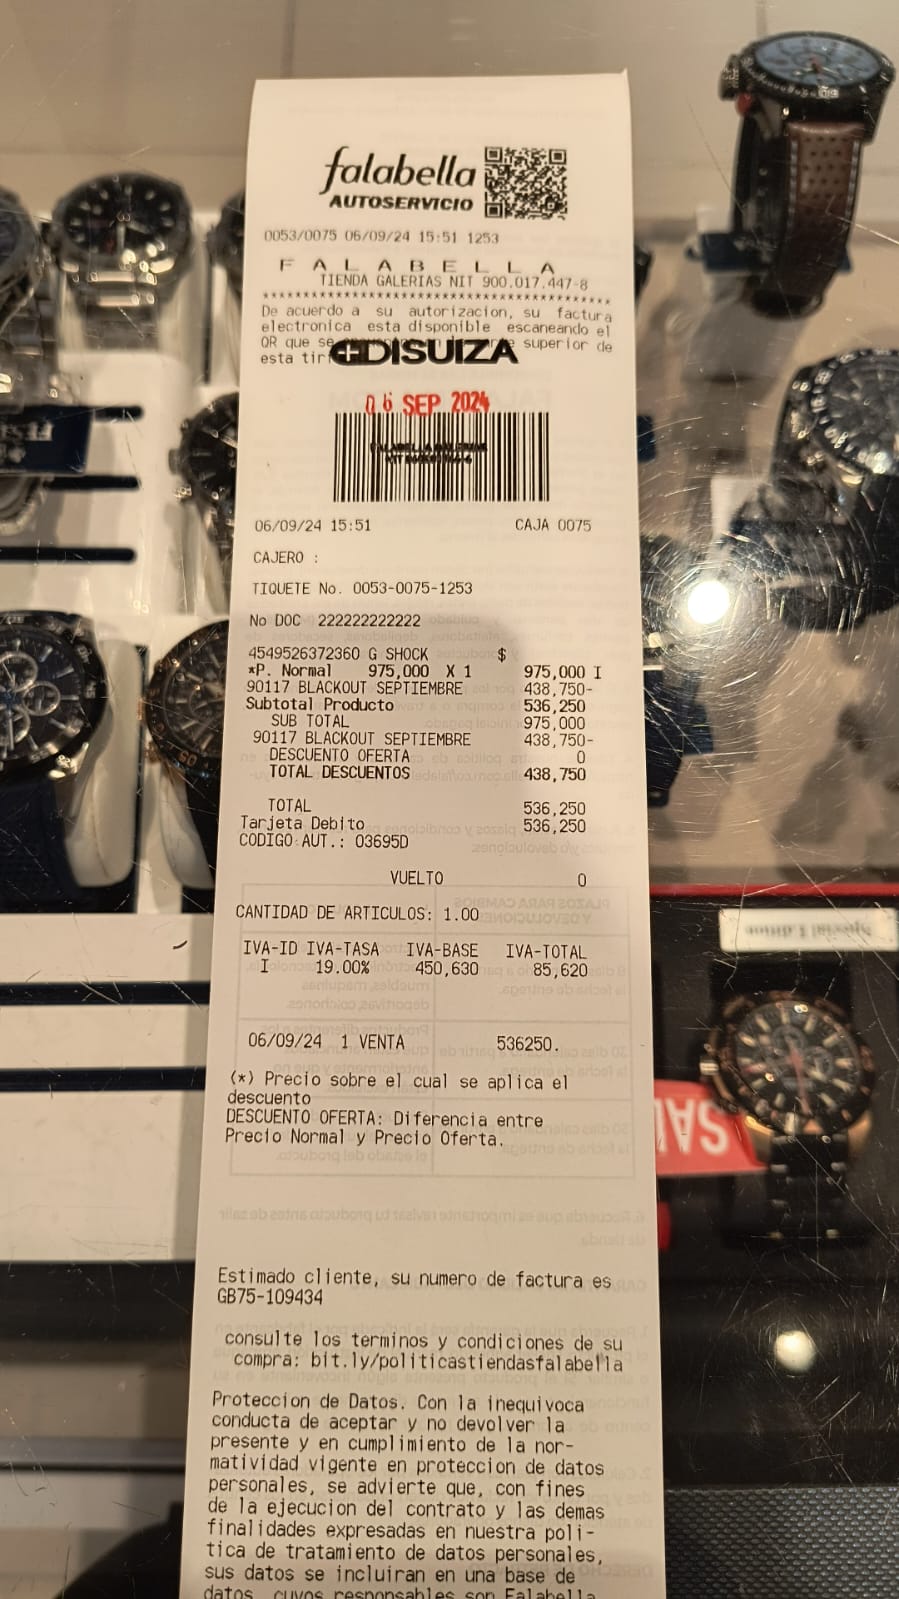 falabella
AUTOSERVICIO
0053/0075 06/09/24 15:51 1253
F A L A B E L L A
TIENDA GALERIAS NIT 900.017.447-8
************************************************
De acuerdo a su autorizacion, su factura
electronica esta disponible escaneando el
QR que se superior de
esta tir
DISUIZA
06 SEP 2024
FALABELLA GALERIAS
06/09/24 15:51 CAJA 0075
CAJERO :
TIQUETE No. 0053-0075-1253
No DOC 222222222222
4549526372360 G SHOCK $
*P. Normal 975,000 X 1 975,000 I
90117 BLACKOUT SEPTIEMBRE 438,750-
Subtotal Producto 536,250
SUB TOTAL 975,000
90117 BLACKOUT SEPTIEMBRE 438,750-
DESCUENTO OFERTA 0
TOTAL DESCUENTOS 438,750
TOTAL 536,250
Tarjeta Debito 536,250
CODIGO AUT.: 03695D
VUELTO 0
CANTIDAD DE ARTICULOS: 1.00
IVA-ID IVA-TASA IVA-BASE IVA-TOTAL
I 19.00% 450,630 85,620
06/09/24 1 VENTA 536250.
(*) Precio sobre el cual se aplica el
descuento
DESCUENTO OFERTA: Diferencia entre
Precio Normal y Precio Oferta.
Estimado cliente, su numero de factura es
GB75-109434
consulte los terminos y condiciones de su
compra: bit.ly/politicastiendasfalabella
Proteccion de Datos. Con la inequivoca
conducta de aceptar y no devolver la
presente y en cumplimiento de la nor-
matividad vigente en proteccion de datos
personales, se advierte que, con fines
de la ejecucion del contrato y las demas
finalidades expresadas en nuestra poli-
tica de tratamiento de datos personales,
sus datos se incluiran en una base de
datos, cuyos responsables son Falabella
Special Edition
SAL